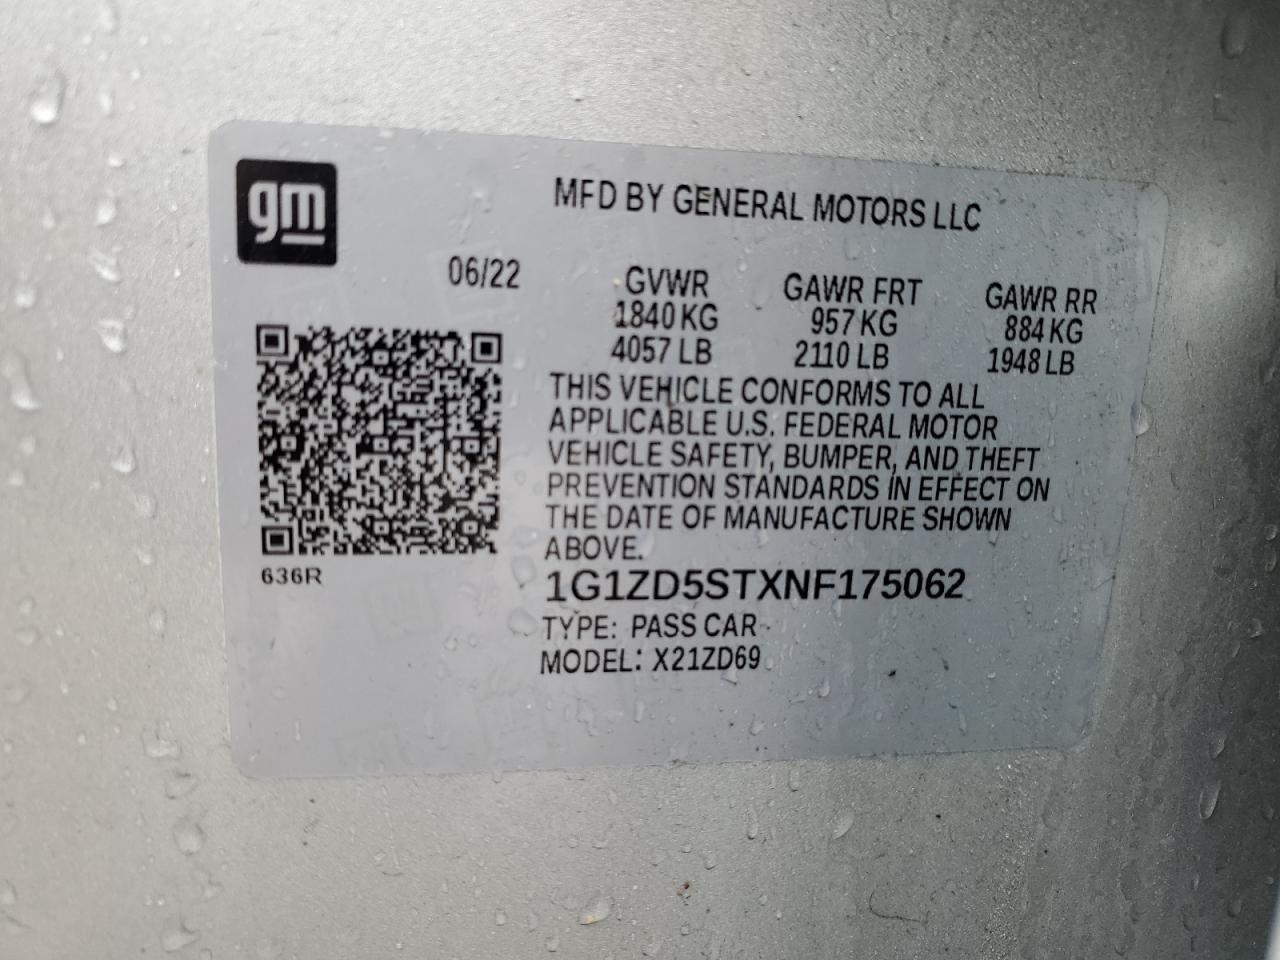 gm
MFD BY GENERAL MOTORS LLC
06/22
GVWR GAWR FRT GAWR RR
1840 KG 957 KG 884 KG
4057 LB 2110 LB 1948 LB
THIS VEHICLE CONFORMS TO ALL
APPLICABLE U.S. FEDERAL MOTOR
VEHICLE SAFETY, BUMPER, AND THEFT
PREVENTION STANDARDS IN EFFECT ON
THE DATE OF MANUFACTURE SHOWN
ABOVE.
636R
1G1ZD5STXNF175062
TYPE: PASS CAR
MODEL: X21ZD69